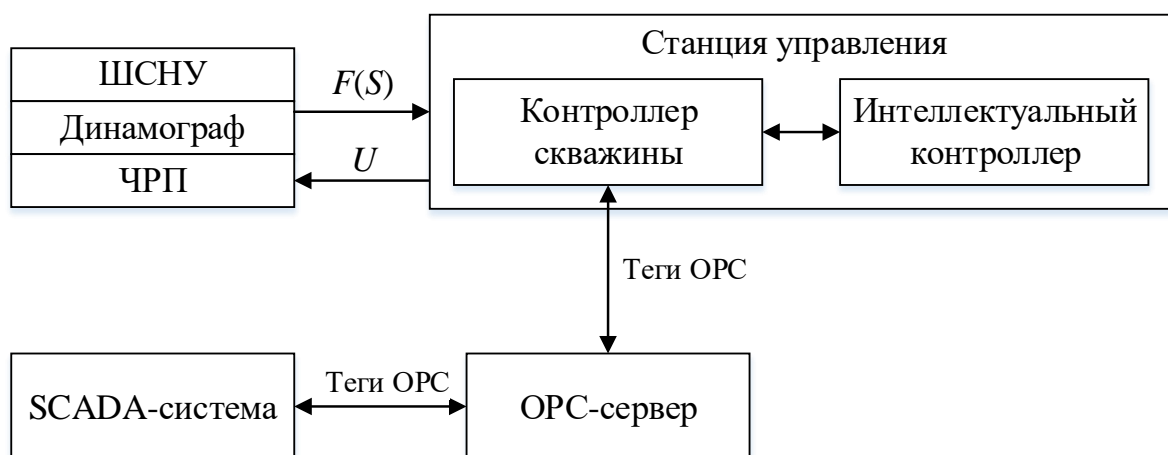 Станция управления
ШСНУ
Динамограф
ЧРП
F(S)
U
Контроллер
скважины
Интеллектуальный
контроллер
Теги OPC
SCADA-система
Теги OPC
OPC-сервер